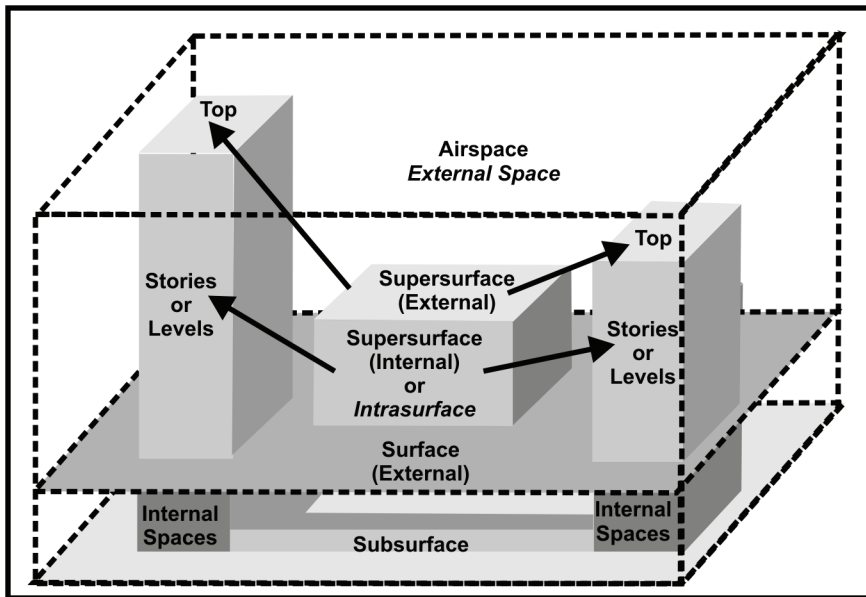 Top
Airspace
External Space
Top
Supersurface
(External)
Stories
or
Levels
Supersurface
(Internal)
or
Intrasurface
Stories
or
Levels
Surface
(External)
Internal
Spaces
Internal
Spaces
Subsurface